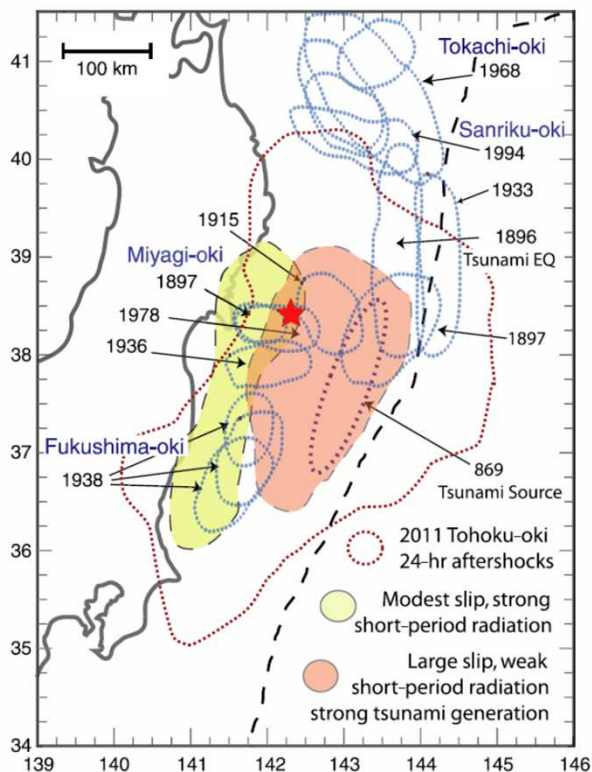 41
40
39
38
37
36
35
34
139
140
141
142
143
144
145
146
100 km
Tokachi-oki
1968
Sanriku-oki
1994
1933
1915
1896
Tsunami EQ
Miyagi-oki
1897
1978
1936
1897
Fukushima-oki
1938
869
Tsunami Source
2011 Tohoku-oki
24-hr aftershocks
Modest slip, strong
short-period radiation
Large slip, weak
short-period radiation
strong tsunami generation